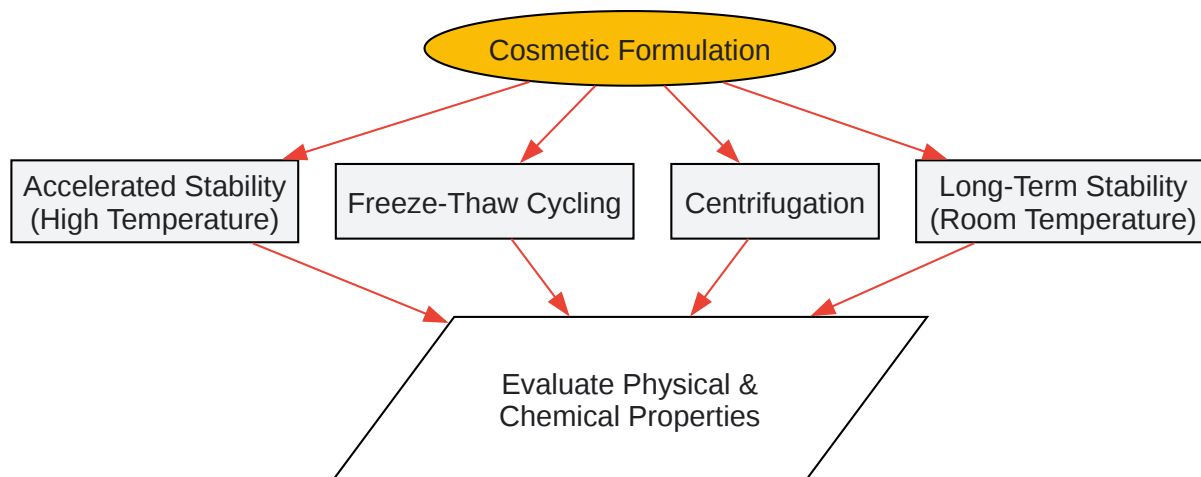 Cosmetic Formulation
Accelerated Stability
(High Temperature)
Freeze-Thaw Cycling
Centrifugation
Long-Term Stability
(Room Temperature)
Evaluate Physical &
Chemical Properties